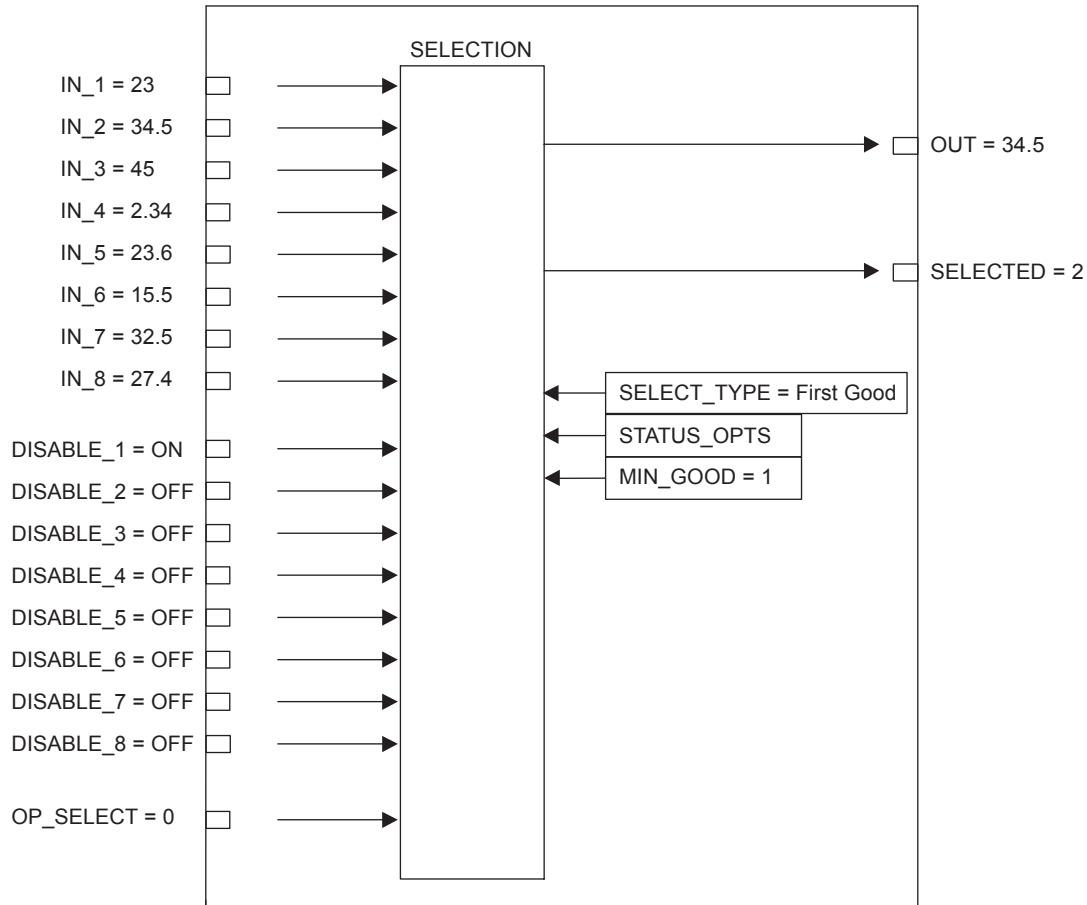 SELECTION
IN_1 = 23
IN_2 = 34.5
IN_3 = 45
IN_4 = 2.34
IN_5 = 23.6
IN_6 = 15.5
IN_7 = 32.5
IN_8 = 27.4
DISABLE_1 = ON
DISABLE_2 = OFF
DISABLE_3 = OFF
DISABLE_4 = OFF
DISABLE_5 = OFF
DISABLE_6 = OFF
DISABLE_7 = OFF
DISABLE_8 = OFF
OP_SELECT = 0
OUT = 34.5
SELECTED = 2
SELECT_TYPE = First Good
STATUS_OPTS
MIN_GOOD = 1